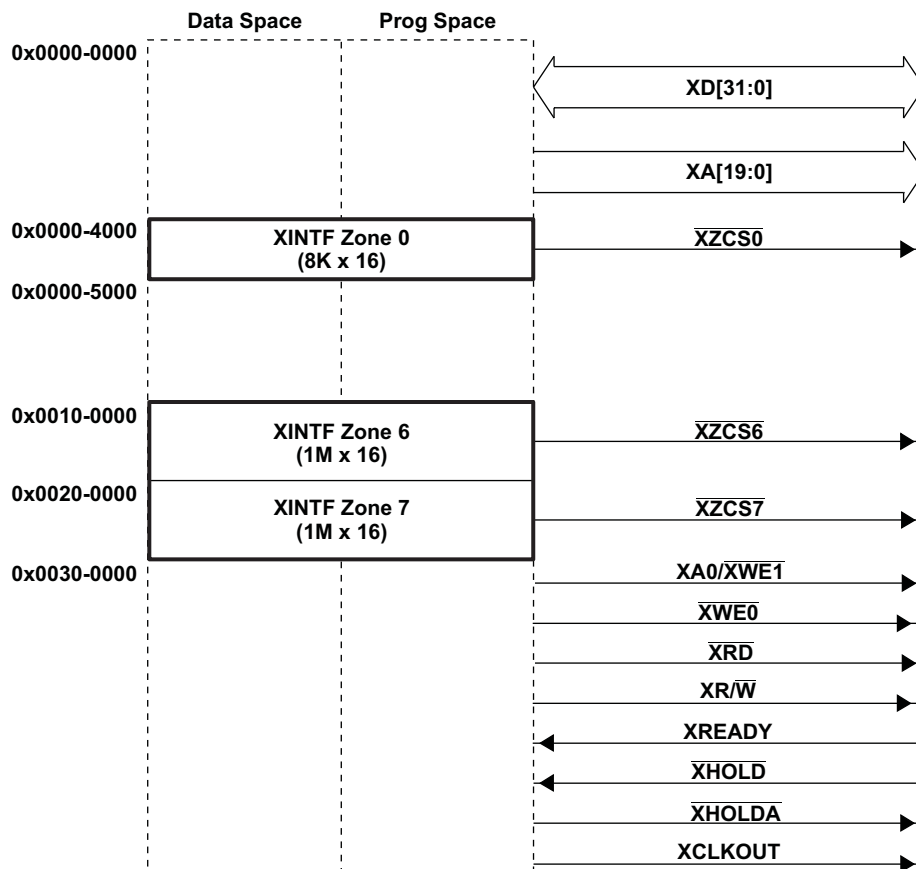 Data Space Prog Space
0x0000-0000
XD[31:0]
XA[19:0]
0x0000-4000
XINTF Zone 0
(8K x 16)
XZCS0
0x0000-5000
0x0010-0000
XINTF Zone 6
(1M x 16)
XZCS6
0x0020-0000
XINTF Zone 7
(1M x 16)
XZCS7
0x0030-0000
XA0/XWE1
XWE0
XRD
XR/W
XREADY
XHOLD
XHOLDA
XCLKOUT